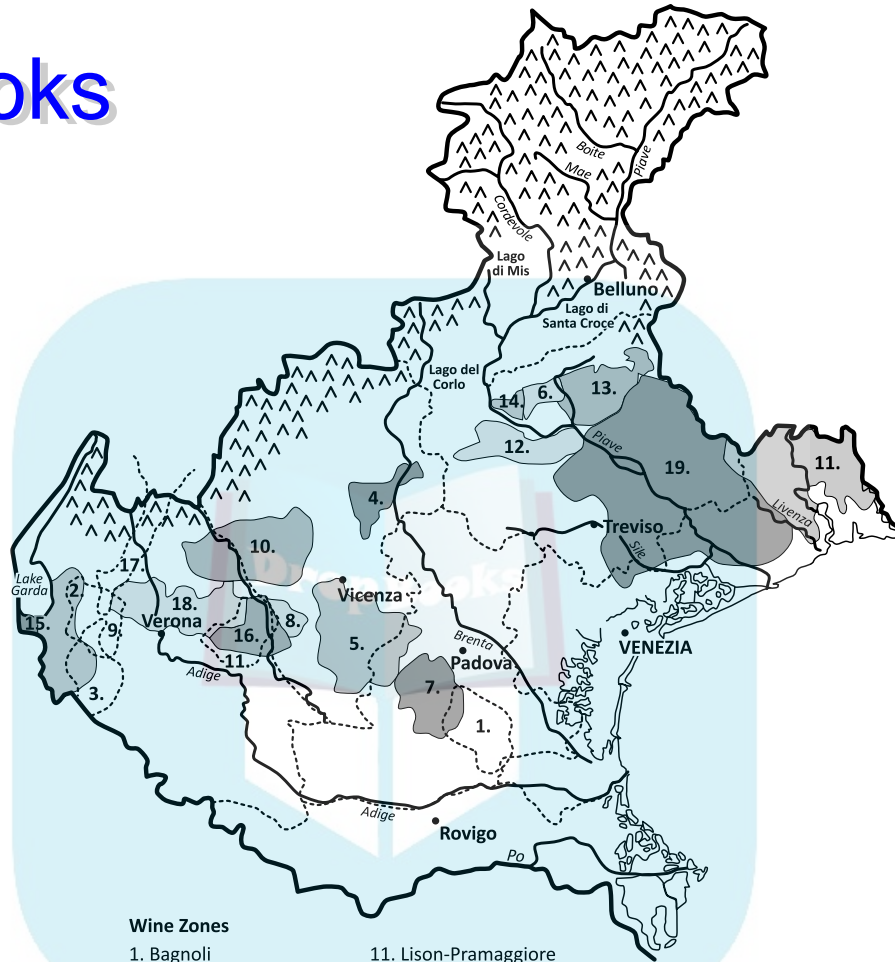 oks
Boite
Piave
Mae
Cordevole
Lago
di Mis
Belluno
Lago di
Santa Croce
Lago del
Corlo
13.
6.
14.
12.
Piave
19.
11.
4.
Livenza
Treviso
Sile
10.
17.
Lake
Garda
2.
Vicenza
18.
Verona
8.
15.
9.
16.
5.
11.
Brenta
VENEZIA
Padova
Adige
7.
3.
1.
Adige
Rovigo
Po
DropBooks
Wine Zones
1. Bagnoli
11. Lison-Pramaggiore